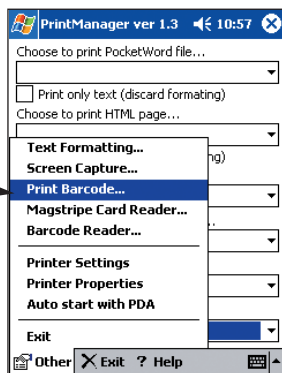 PrintManager ver 1.3 10:57
Choose to print PocketWord file...
Print only text (discard formating)
Choose to print HTML page...
ng)
Text Formatting...
Screen Capture...
Print Barcode...
Magstripe Card Reader...
Barcode Reader...
Printer Settings
Printer Properties
Auto start with PDA
Exit
Other Exit ? Help